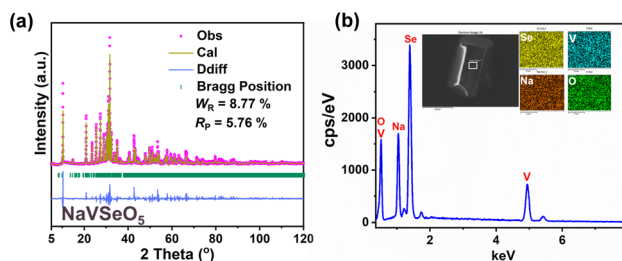 (a)
Obs
Cal
Ddiff
Bragg Position
W_R = 8.77 %
R_P = 5.76 %
NaVSeO₅
Intensity (a.u.)
5 10 20 30 40 50 60 70 80 90 100 110 120
2 Theta (°)
(b)
Se
V
Na
O
O
V
Na
Se
V
3000
2000
1000
0
cps/eV
2 4 6
keV